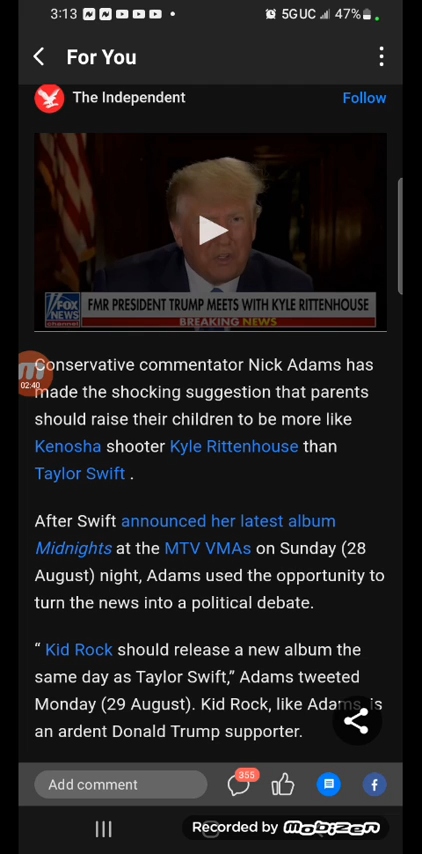 3:13
5GUC
47%
For You
The Independent
Follow
FOX
NEWS
channel
FMR PRESIDENT TRUMP MEETS WITH KYLE RITTENHOUSE
BREAKING NEWS
02:40
Conservative commentator Nick Adams has
made the shocking suggestion that parents
should raise their children to be more like
Kenosha shooter Kyle Rittenhouse than
Taylor Swift .
After Swift announced her latest album
Midnights at the MTV VMAs on Sunday (28
August) night, Adams used the opportunity to
turn the news into a political debate.
“ Kid Rock should release a new album the
same day as Taylor Swift,” Adams tweeted
Monday (29 August). Kid Rock, like Adams, is
an ardent Donald Trump supporter.
Add comment
355
Recorded by mobizen